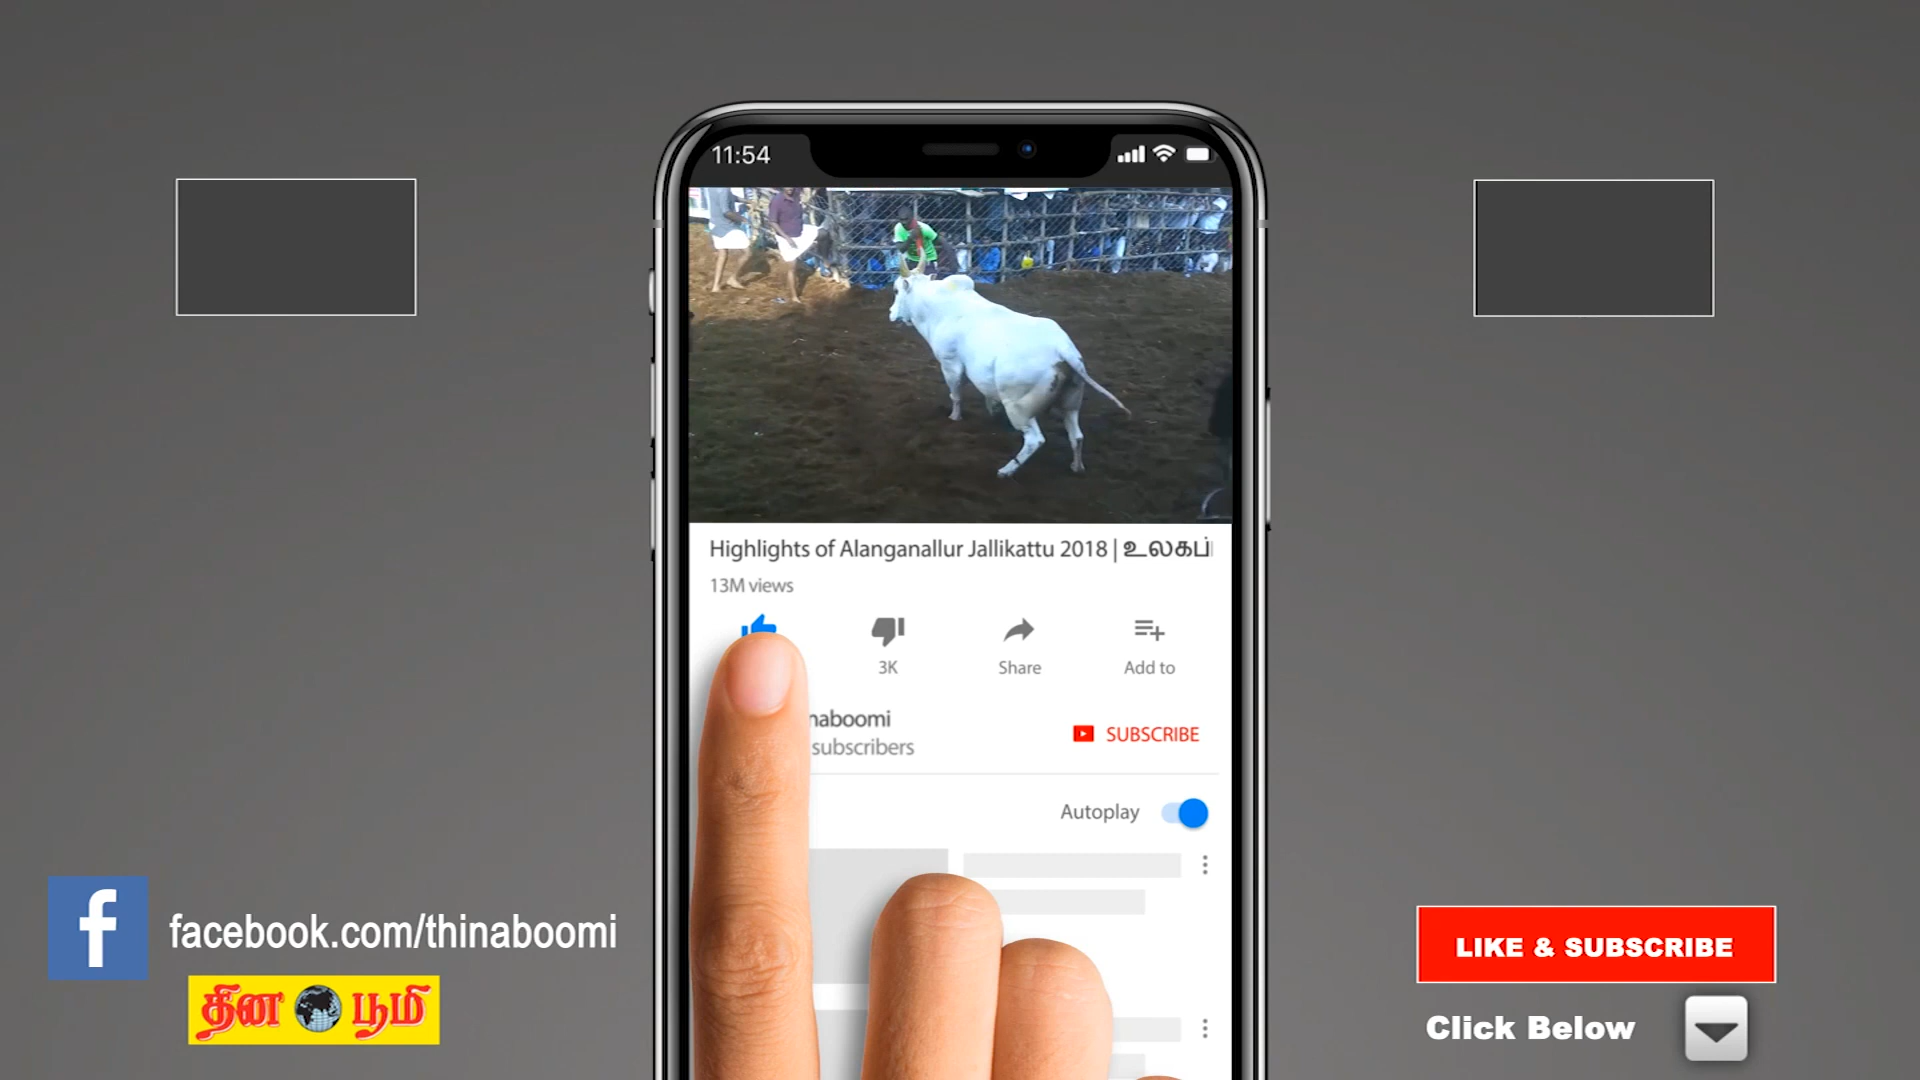 11:54
Highlights of Alanganallur Jallikattu 2018 | உலகப்
13M views
3K
Share
Add to
naboomi
SUBSCRIBE
subscribers
Autoplay
facebook.com/thinaboomi
தின பூமி
LIKE & SUBSCRIBE
Click Below